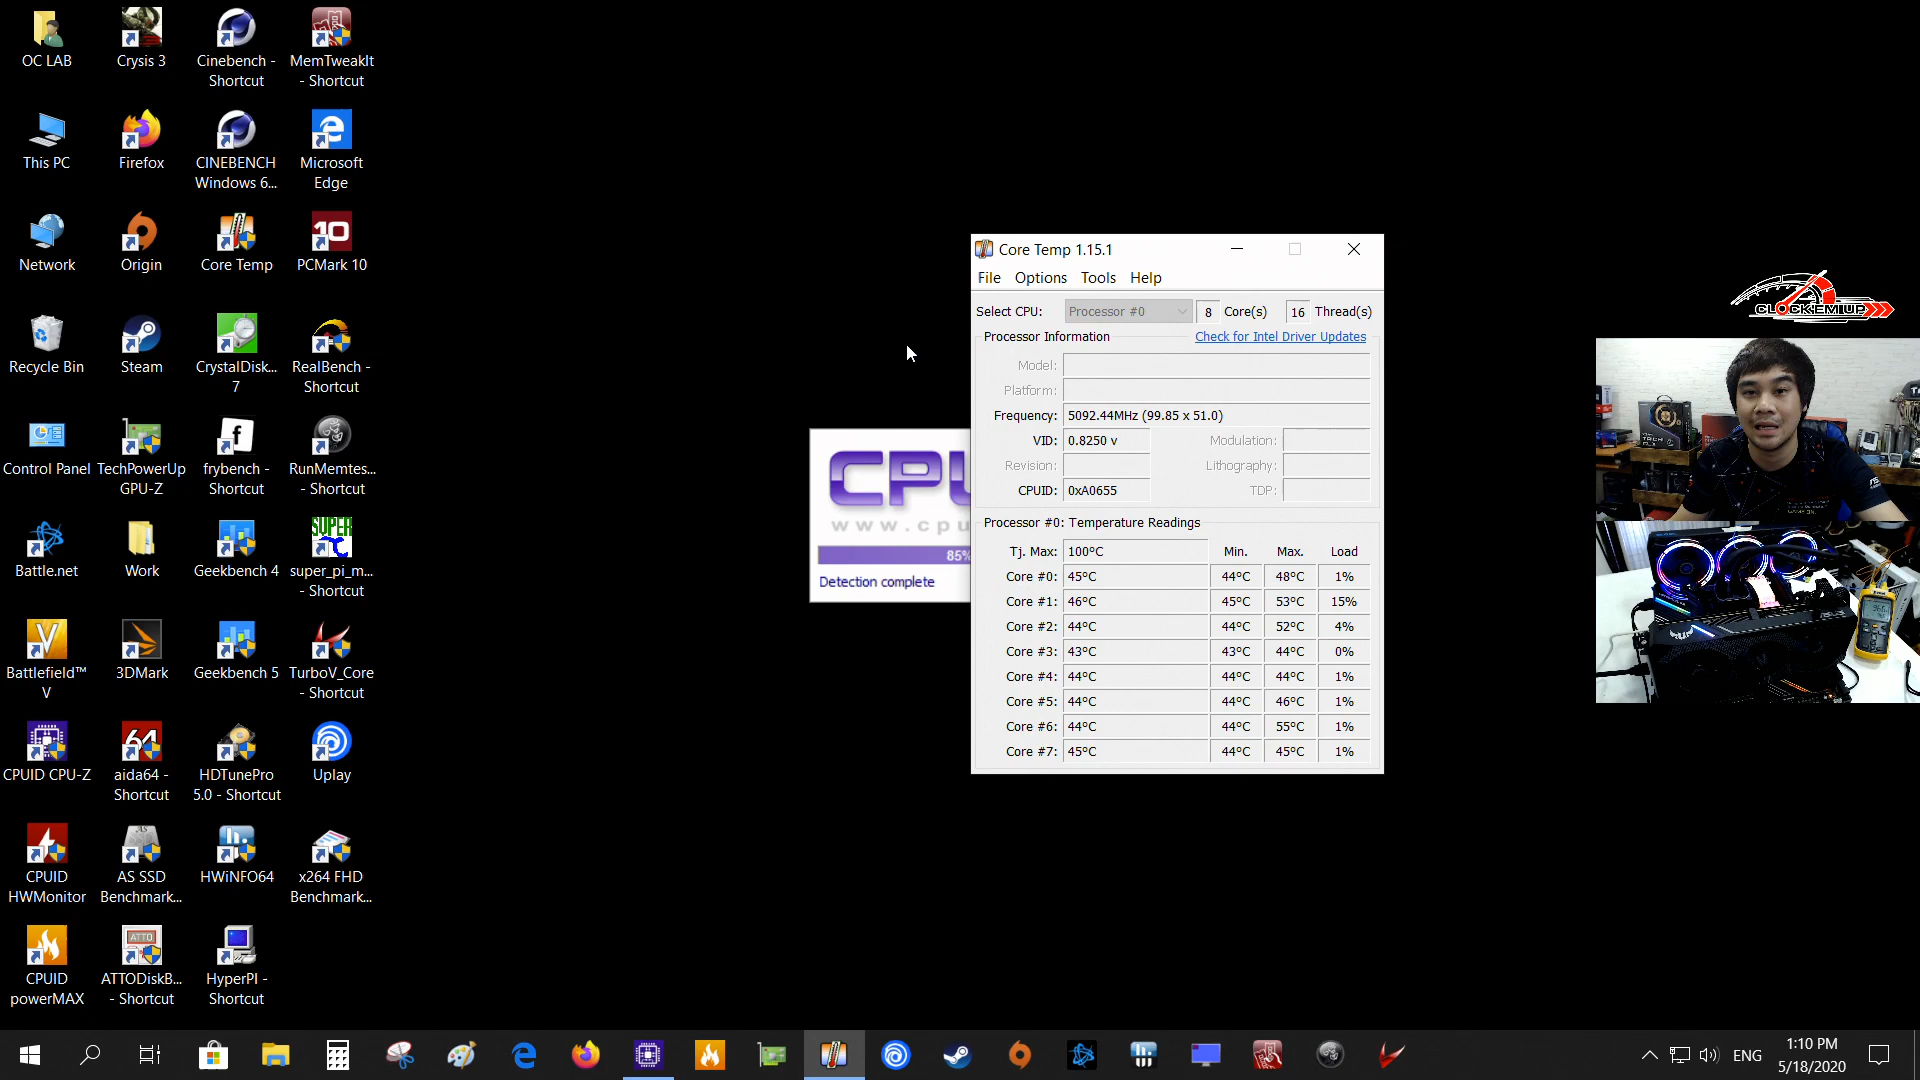 OC LAB
Crysis 3
Cinebench -
Shortcut
MemTweakIt
- Shortcut
This PC
Firefox
CINEBENCH
Windows 6...
Microsoft
Edge
Network
Origin
Core Temp
PCMark 10
Recycle Bin
Steam
CrystalDisk...
7
RealBench -
Shortcut
Control Panel
TechPowerUp
GPU-Z
frybench -
Shortcut
RunMemtes...
- Shortcut
Battle.net
Work
Geekbench 4
super_pi_m...
- Shortcut
Battlefield™
V
3DMark
Geekbench 5
TurboV_Core
- Shortcut
CPUID CPU-Z
aida64 -
Shortcut
HDTunePro
5.0 - Shortcut
Uplay
CPUID
HWMonitor
AS SSD
Benchmark...
HWiNFO64
x264 FHD
Benchmark...
CPUID
powerMAX
ATTODiskB...
- Shortcut
HyperPI -
Shortcut
CPU
www.cpu
85%
Detection complete
Core Temp 1.15.1
File Options Tools Help
Select CPU: Processor #0 8 Core(s) 16 Thread(s)
Processor Information Check for Intel Driver Updates
Model:
Platform:
Frequency: 5092.44MHz (99.85 x 51.0)
VID: 0.8250 v Modulation:
Revision: Lithography:
CPUID: 0xA0655 TDP:
Processor #0: Temperature Readings
Tj. Max: 100°C Min. Max. Load
Core #0: 45°C 44°C 48°C 1%
Core #1: 46°C 45°C 53°C 15%
Core #2: 44°C 44°C 52°C 4%
Core #3: 43°C 43°C 44°C 0%
Core #4: 44°C 44°C 44°C 1%
Core #5: 44°C 44°C 46°C 1%
Core #6: 44°C 44°C 55°C 1%
Core #7: 45°C 44°C 45°C 1%
CLOCK'EM UP
ENG
1:10 PM
5/18/2020